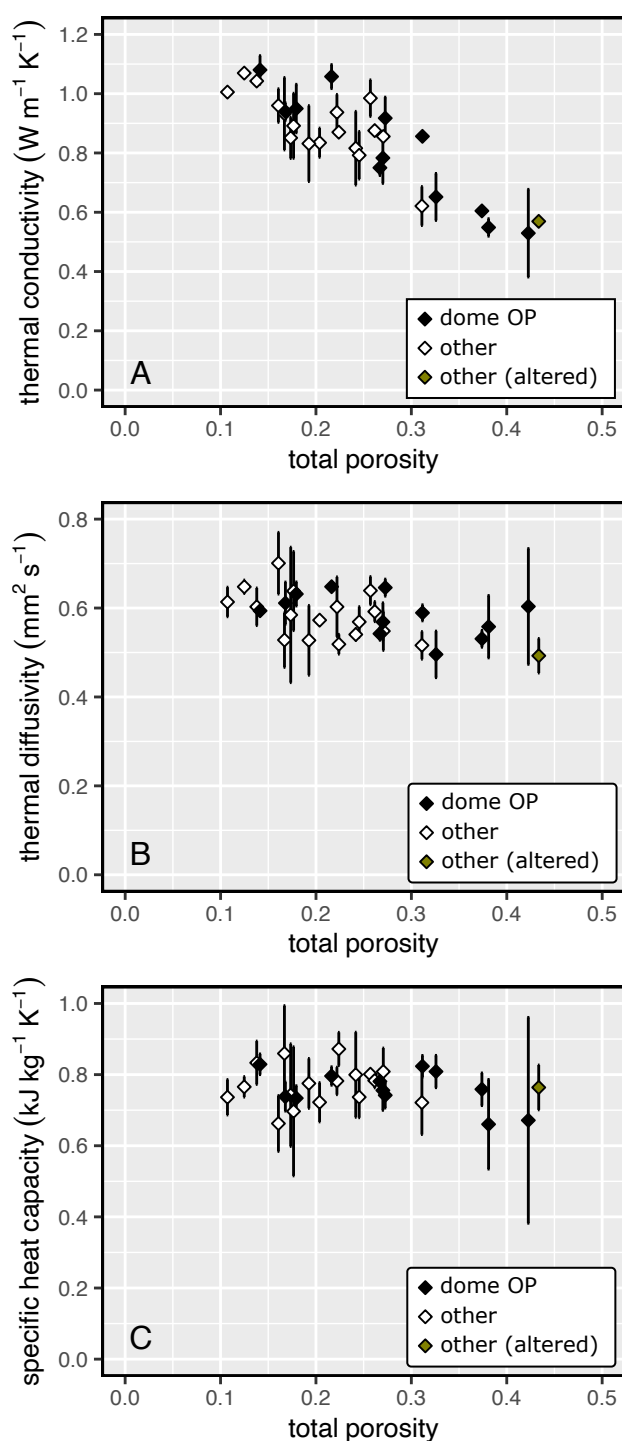 thermal conductivity (W m⁻¹ K⁻¹)
1.2
1.0
0.8
0.6
0.4
0.2
0.0
A
dome OP
other
other (altered)
0.0 0.1 0.2 0.3 0.4 0.5
total porosity
thermal diffusivity (mm² s⁻¹)
0.8
0.6
0.4
0.2
0.0
B
dome OP
other
other (altered)
0.0 0.1 0.2 0.3 0.4 0.5
total porosity
specific heat capacity (kJ kg⁻¹ K⁻¹)
1.0
0.8
0.6
0.4
0.2
0.0
C
dome OP
other
other (altered)
0.0 0.1 0.2 0.3 0.4 0.5
total porosity